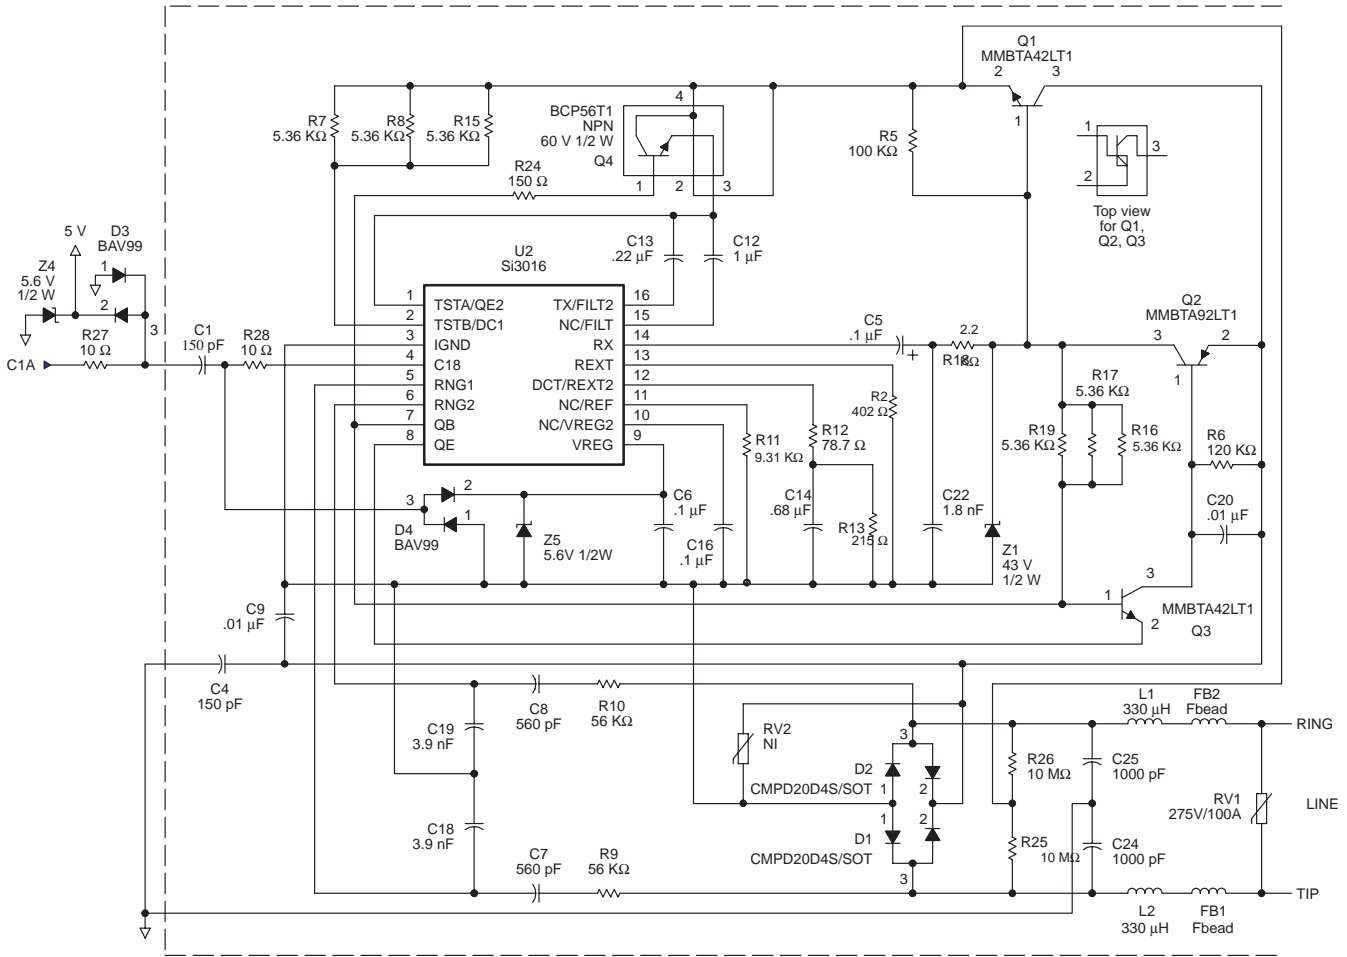 Q1
MMBTA42LT1
2 3
1
4
BCP56T1
NPN
60 V 1/2 W
Q4
1 2 3
R7
5.36 KΩ
R8
5.36 KΩ
R15
5.36 KΩ
R24
150 Ω
R5
100 KΩ
1
2
3
Top view
for Q1,
Q2, Q3
5 V
D3
BAV99
1
2
3
Z4
5.6 V
1/2 W
R27
10 Ω
C1A
C1
150 pF
R28
10 Ω
C13
.22 µF
C12
1 µF
U2
Si3016
1 TSTA/QE2 TX/FILT2 16
2 TSTB/DC1 NC/FILT 15
3 IGND RX 14
4 C18 REXT 13
5 RNG1 DCT/REXT2 12
6 RNG2 NC/REF 11
7 QB NC/VREG2 10
8 QE VREG 9
C5
.1 µF
+
2.2
R18
KΩ
Q2
MMBTA92LT1
3 2
1
R17
5.36 KΩ
R19
5.36 KΩ
R16
5.36 KΩ
R6
120 KΩ
C20
.01 µF
R2
402 Ω
R11
9.31 KΩ
R12
78.7 Ω
C14
.68 µF
R13
215 Ω
C22
1.8 nF
Z1
43 V
1/2 W
3
2
1
D4
BAV99
Z5
5.6V 1/2W
C6
.1 µF
C16
.1 µF
3
1
2
MMBTA42LT1
Q3
C9
.01 µF
C4
150 pF
C8
560 pF
R10
56 KΩ
C19
3.9 nF
C18
3.9 nF
C7
560 pF
R9
56 KΩ
RV2
NI
3
D2
1 2
CMPD20D4S/SOT
1 2
D1
CMPD20D4S/SOT
3
R26
10 MΩ
R25
10 MΩ
C25
1000 pF
C24
1000 pF
L1
330 µH
FB2
Fbead
RING
RV1
275V/100A
LINE
TIP
L2
330 µH
FB1
Fbead